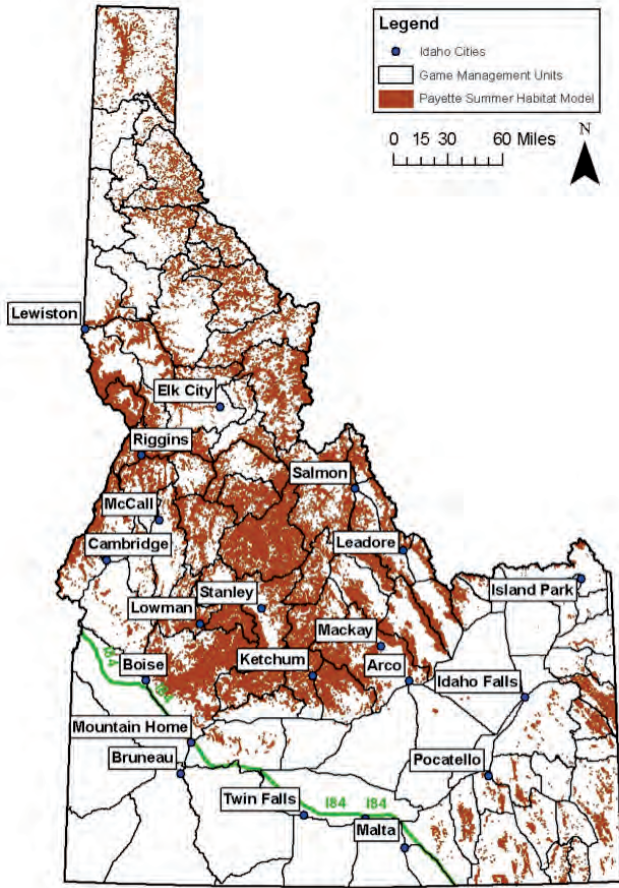 Legend
Idaho Cities
Game Management Units
Payette Summer Habitat Model
0 15 30 60 Miles
N
Lewiston
Elk City
Riggins
Salmon
McCall
Leadore
Cambridge
Stanley
Island Park
Lowman
Mackay
I84
Boise
Ketchum
Arco
I84
Idaho Falls
Mountain Home
Bruneau
Pocatello
Twin Falls
I84 I84
Malta